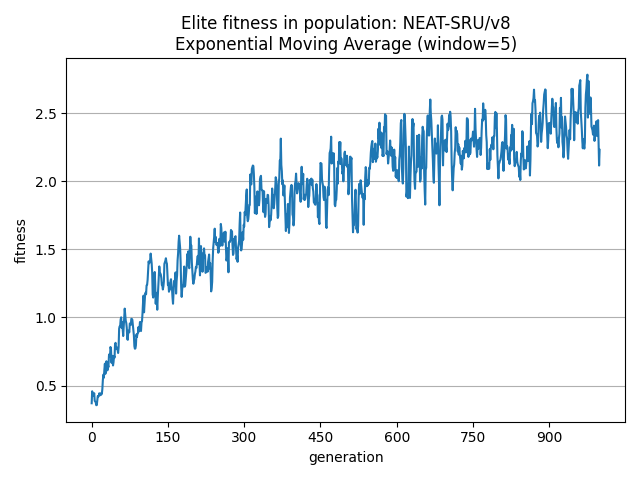 Elite fitness in population: NEAT-SRU/v8
Exponential Moving Average (window=5)
fitness
2.5
2.0
1.5
1.0
0.5
0 150 300 450 600 750 900
generation